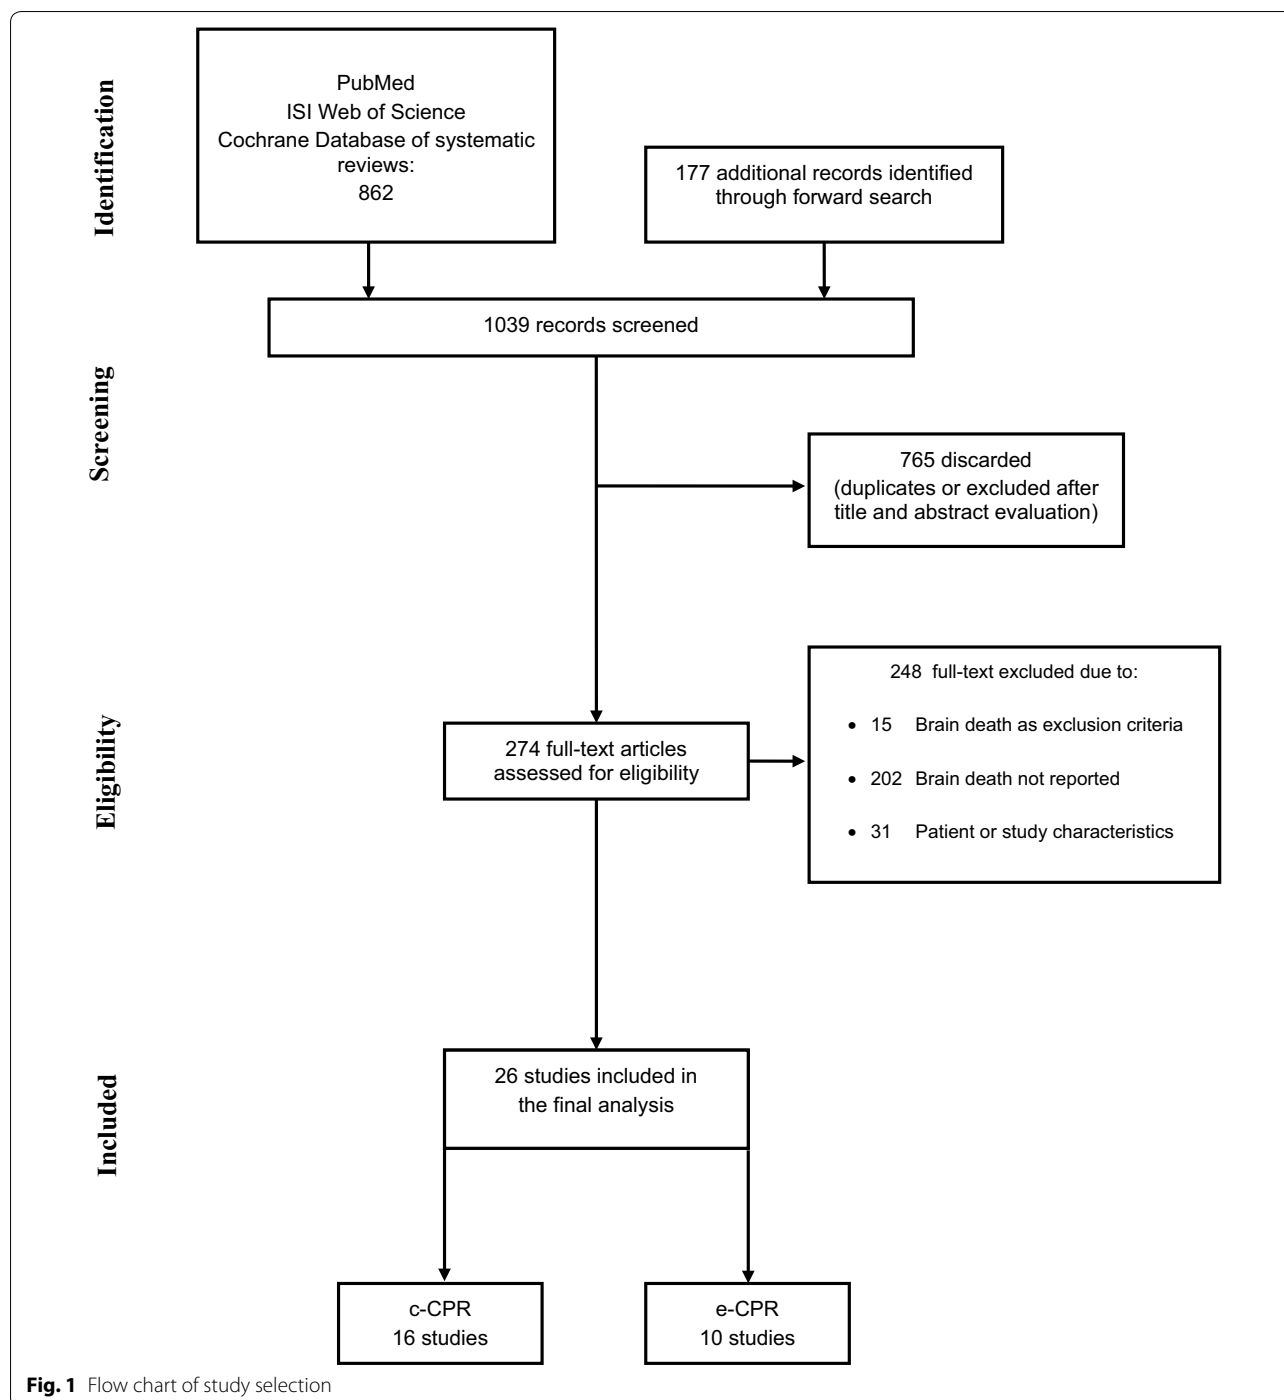 Identification
PubMed
ISI Web of Science
Cochrane Database of systematic
reviews:
862
177 additional records identified
through forward search
1039 records screened
Screening
765 discarded
(duplicates or excluded after
title and abstract evaluation)
Eligibility
274 full-text articles
assessed for eligibility
248 full-text excluded due to:
• 15 Brain death as exclusion criteria
• 202 Brain death not reported
• 31 Patient or study characteristics
Included
26 studies included in
the final analysis
c-CPR
16 studies
e-CPR
10 studies
Fig. 1 Flow chart of study selection